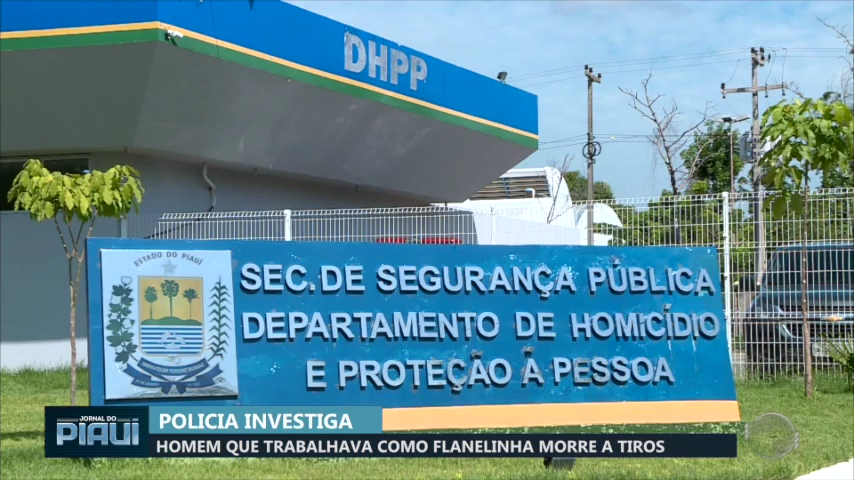 DHPP
ESTADO DO PIAUÍ
SEC. DE SEGURANÇA PÚBLICA
DEPARTAMENTO DE HOMICÍDIO
E PROTEÇÃO À PESSOA
JORNAL DO
PIAUÍ
POLICIA INVESTIGA
HOMEM QUE TRABALHAVA COMO FLANELINHA MORRE A TIROS